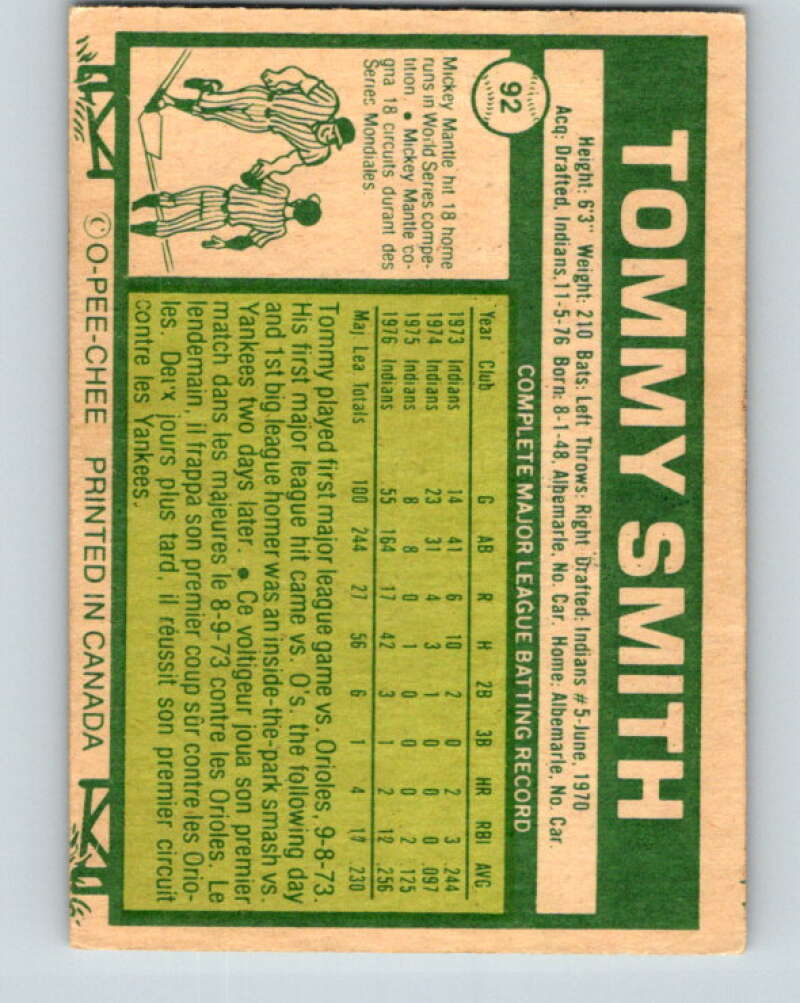 TOMMY SMITH
Height: 6'3" Weight: 210 Bats: Left Throws: Right Drafted: Indians #5-June, 1970
Acq: Drafted, Indians, 11-5-76 Born: 8-1-48, Albemarle, No. Car. Home: Albemarle, No. Car.
92
COMPLETE MAJOR LEAGUE BATTING RECORD
Year Club G AB R H 2B 3B HR RBI AVG
1973 Indians 14 41 6 10 2 0 2 3 .244
1974 Indians 23 31 4 3 1 0 0 0 .097
1975 Indians 8 8 0 1 0 0 0 2 .125
1976 Indians 55 164 17 42 3 1 2 12 .256
Maj Lea Totals 100 244 27 56 6 1 4 17 .230
Mickey Mantle hit 18 home
runs in World Series compe-
tition. • Mickey Mantle co-
gna 18 circuits durant des
Series Mondiales.
Tommy played first major league game vs. Orioles, 9-8-73.
His first major league hit came vs. O's. the following day
and 1st big league homer was an inside-the-park smash vs.
Yankees two days later. • Ce voltigeur joua son premier
match dans les majeures le 8-9-73 contre les Orioles. Le
lendemain, il frappa son premier coup sûr contre les Orio-
les. Deux jours plus tard, il réussit son premier circuit
contre les Yankees.
©O-PEE-CHEE PRINTED IN CANADA